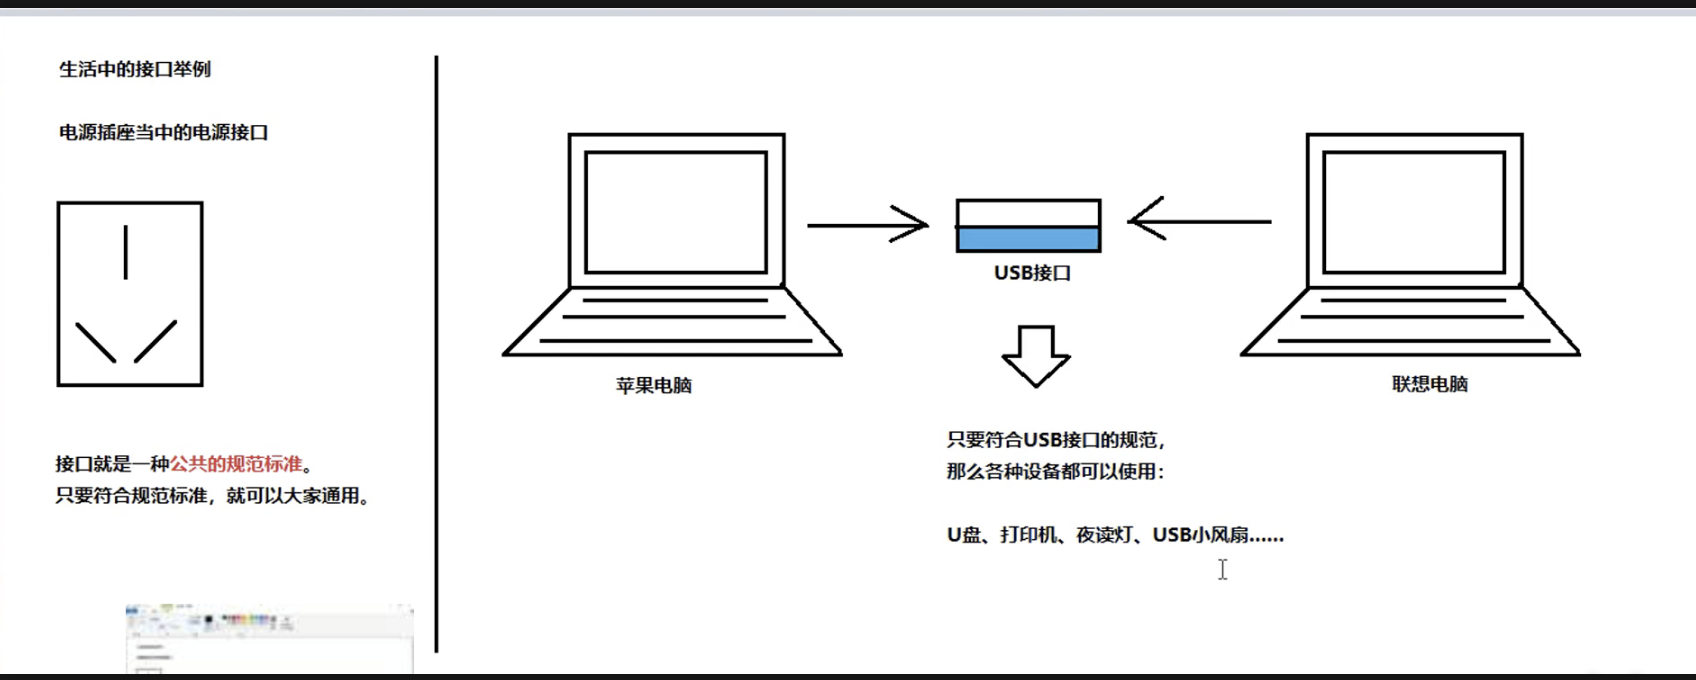 生活中的接口举例
电源插座当中的电源接口
接口就是一种公共的规范标准。
只要符合规范标准，就可以大家通用。
苹果电脑
USB接口
联想电脑
只要符合USB接口的规范，
那么各种设备都可以使用：
U盘、打印机、夜读灯、USB小风扇……